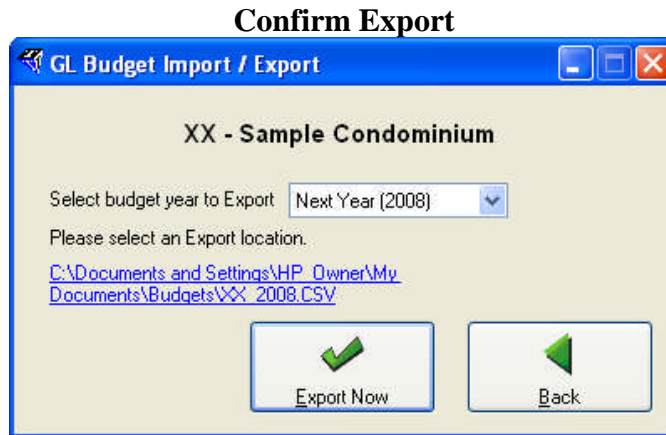 Confirm Export
GL Budget Import / Export
XX - Sample Condominium
Select budget year to Export
Next Year (2008)
Please select an Export location.
C:\Documents and Settings\HP_Owner\My
Documents\Budgets\XX_2008.CSV
Export Now
Back